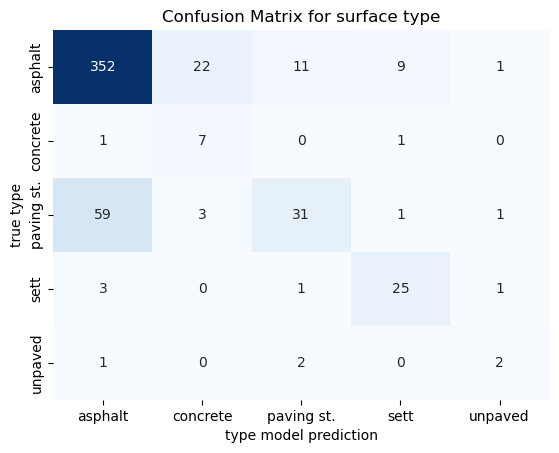 Confusion Matrix for surface type
true type
asphalt 352 22 11 9 1
concrete 1 7 0 1 0
paving st. 59 3 31 1 1
sett 3 0 1 25 1
unpaved 1 0 2 0 2
asphalt concrete paving st. sett unpaved
type model prediction